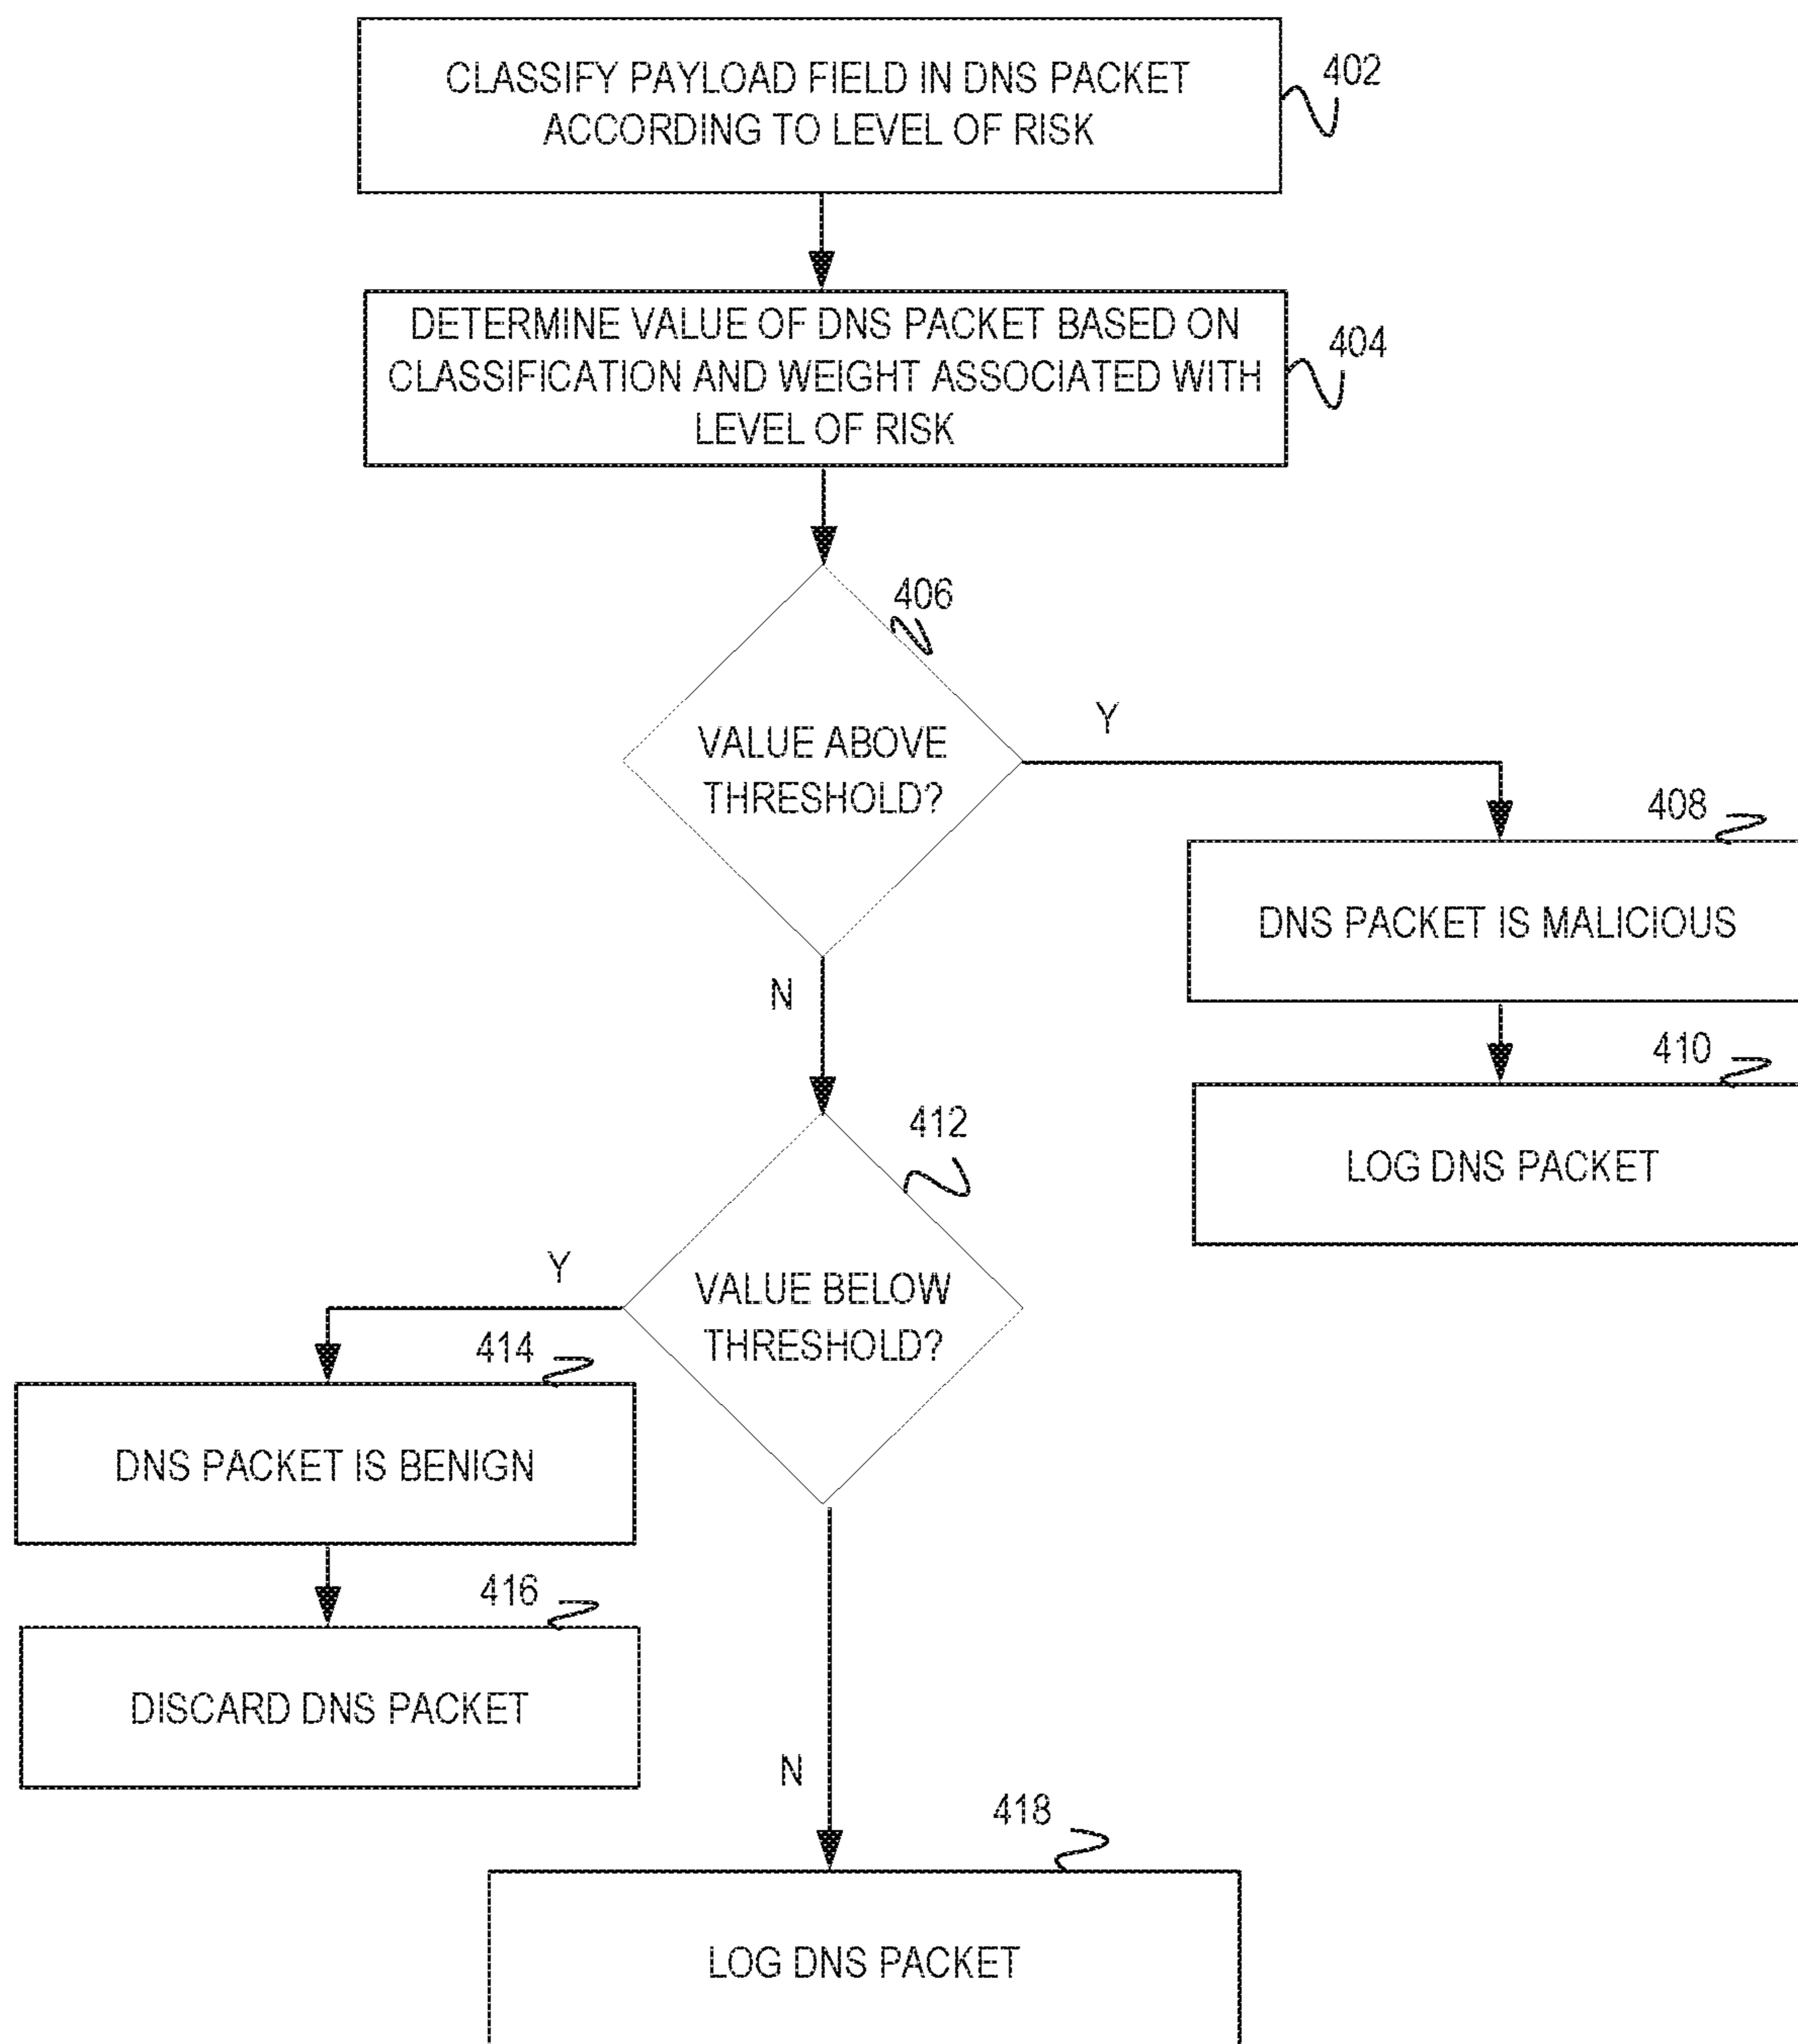 CLASSIFY PAYLOAD FIELD IN DNS PACKET
ACCORDING TO LEVEL OF RISK
402
DETERMINE VALUE OF DNS PACKET BASED ON
CLASSIFICATION AND WEIGHT ASSOCIATED WITH
LEVEL OF RISK
404
406
VALUE ABOVE
THRESHOLD?
Y
408
DNS PACKET IS MALICIOUS
N
410
LOG DNS PACKET
412
VALUE BELOW
THRESHOLD?
Y
414
DNS PACKET IS BENIGN
416
DISCARD DNS PACKET
N
418
LOG DNS PACKET